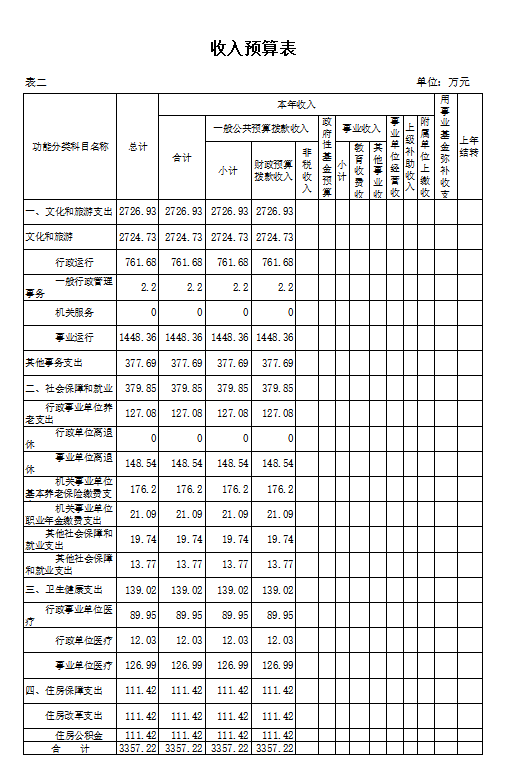 收入预算表
表二 单位：万元
功能分类科目名称 总计 本年收入 用事业基金弥补收支 上年结转
合计 一般公共预算拨款收入 政府性基金预算 事业收入 事业单位经营收 上级补助收入 附属单位上缴收
小计 财政预算拨款收入 非税收入 小计 教育收费收 其他事业收
一、文化和旅游支出 2726.93 2726.93 2726.93 2726.93
文化和旅游 2724.73 2724.73 2724.73 2724.73
行政运行 761.68 761.68 761.68 761.68
一般行政管理事务 2.2 2.2 2.2 2.2
机关服务 0 0 0 0
事业运行 1448.36 1448.36 1448.36 1448.36
其他事务支出 377.69 377.69 377.69 377.69
二、社会保障和就业 379.85 379.85 379.85 379.85
行政事业单位养老支出 127.08 127.08 127.08 127.08
行政单位离退休 0 0 0 0
事业单位离退休 148.54 148.54 148.54 148.54
机关事业单位基本养老保险缴费支 176.2 176.2 176.2 176.2
机关事业单位职业年金缴费支出 21.09 21.09 21.09 21.09
其他社会保障和就业支出 19.74 19.74 19.74 19.74
其他社会保障和就业支出 13.77 13.77 13.77 13.77
三、卫生健康支出 139.02 139.02 139.02 139.02
行政事业单位医疗 89.95 89.95 89.95 89.95
行政单位医疗 12.03 12.03 12.03 12.03
事业单位医疗 126.99 126.99 126.99 126.99
四、住房保障支出 111.42 111.42 111.42 111.42
住房改革支出 111.42 111.42 111.42 111.42
住房公积金 111.42 111.42 111.42 111.42
合 计 3357.22 3357.22 3357.22 3357.22